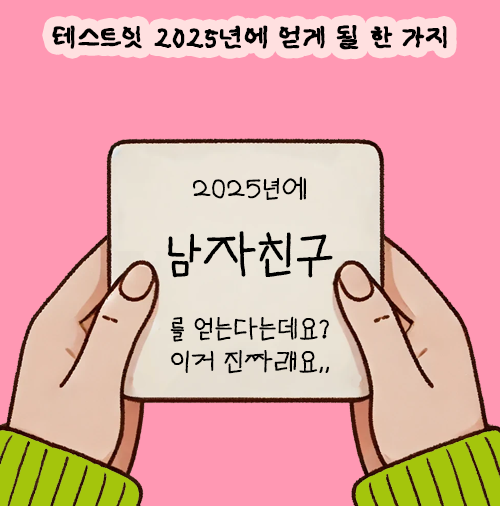 테스트잇 2025년에 얻게 될 한 가지
2025년에
남자친구
를 얻는다는데요?
이거 진짜래요,,